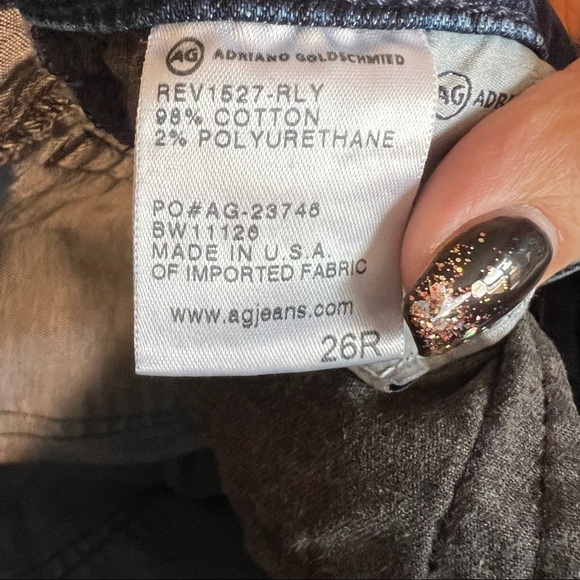 AG ADRIANO GOLDSCHMIED
REV1527-RLY
98% COTTON
2% POLYURETHANE
PO#AG-23746
BW11126
MADE IN U.S.A.
OF IMPORTED FABRIC
www.agjeans.com
26R
AG